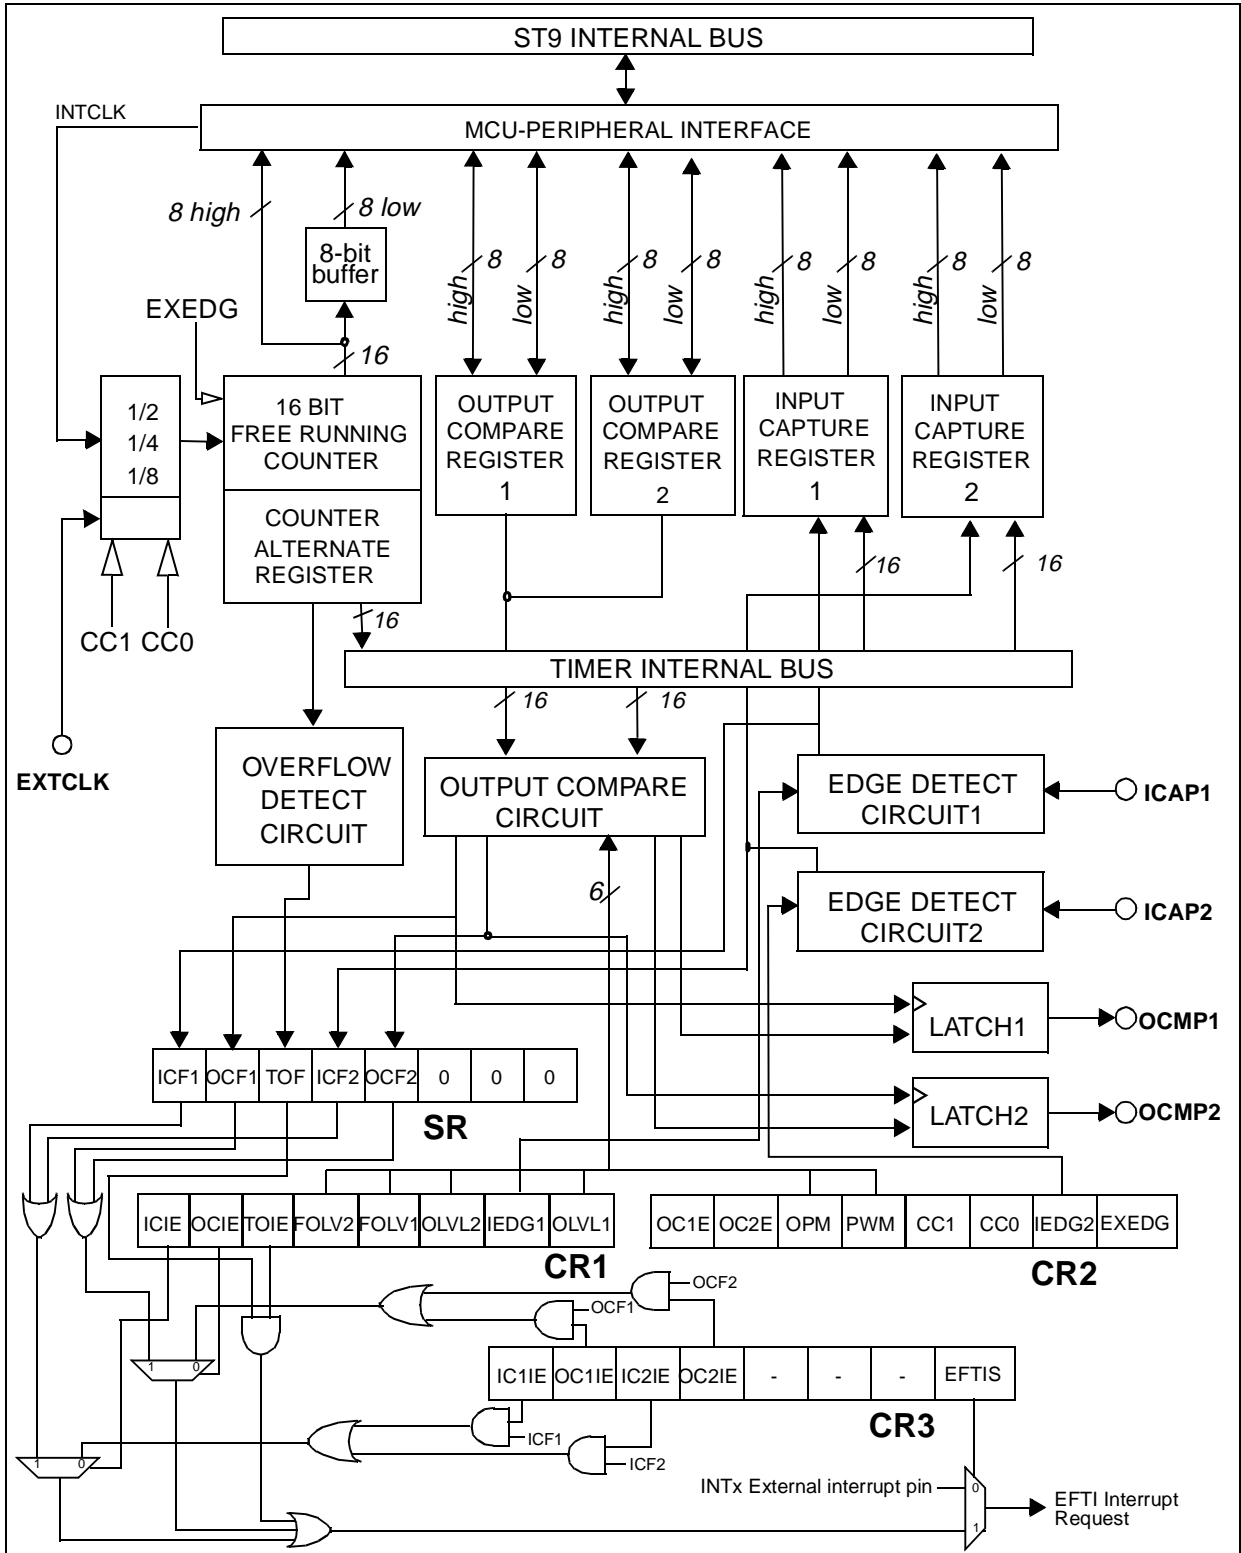 ST9 INTERNAL BUS
INTCLK
MCU-PERIPHERAL INTERFACE
8 high
8 low
8-bit
buffer
high
8
low
8
high
8
low
8
high
8
low
8
high
8
low
8
EXEDG
16
1/2
1/4
1/8
16 BIT
FREE RUNNING
COUNTER
COUNTER
ALTERNATE
REGISTER
OUTPUT
COMPARE
REGISTER
1
OUTPUT
COMPARE
REGISTER
2
INPUT
CAPTURE
REGISTER
1
INPUT
CAPTURE
REGISTER
2
CC1
CC0
16
16
16
TIMER INTERNAL BUS
16
16
EXTCLK
OVERFLOW
DETECT
CIRCUIT
OUTPUT COMPARE
CIRCUIT
6
EDGE DETECT
CIRCUIT1
ICAP1
EDGE DETECT
CIRCUIT2
ICAP2
LATCH1
OCMP1
LATCH2
OCMP2
ICF1 OCF1 TOF ICF2 OCF2 0 0 0
SR
ICIE OCIE TOIE FOLV2 FOLV1 OLVL2 IEDG1 OLVL1
CR1
OC1E OC2E OPM PWM CC1 CC0 IEDG2 EXEDG
CR2
OCF2
OCF1
1 0
IC1IE OC1IE IC2IE OC2IE - - - EFTIS
CR3
ICF1
ICF2
1 0
INTx External interrupt pin
0
1
EFTI Interrupt
Request